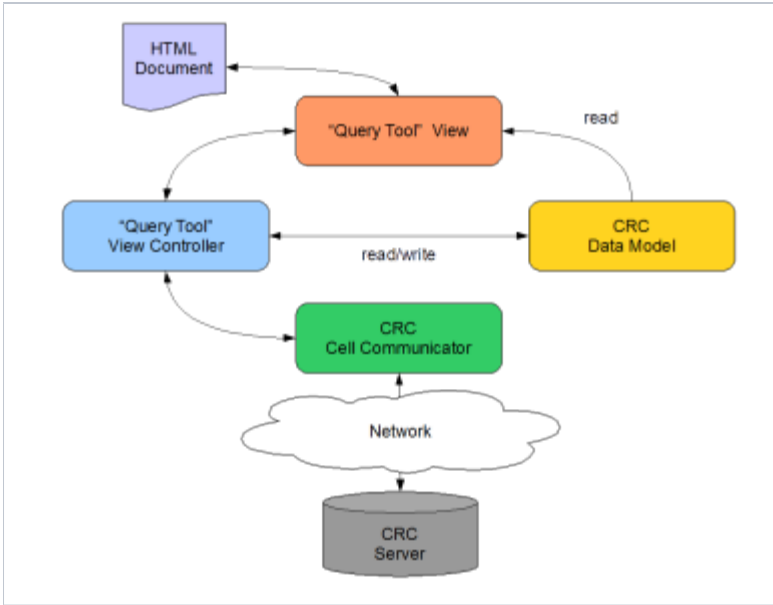 HTML
Document
“Query Tool” View
read
“Query Tool”
View Controller
read/write
CRC
Data Model
CRC
Cell Communicator
Network
CRC
Server